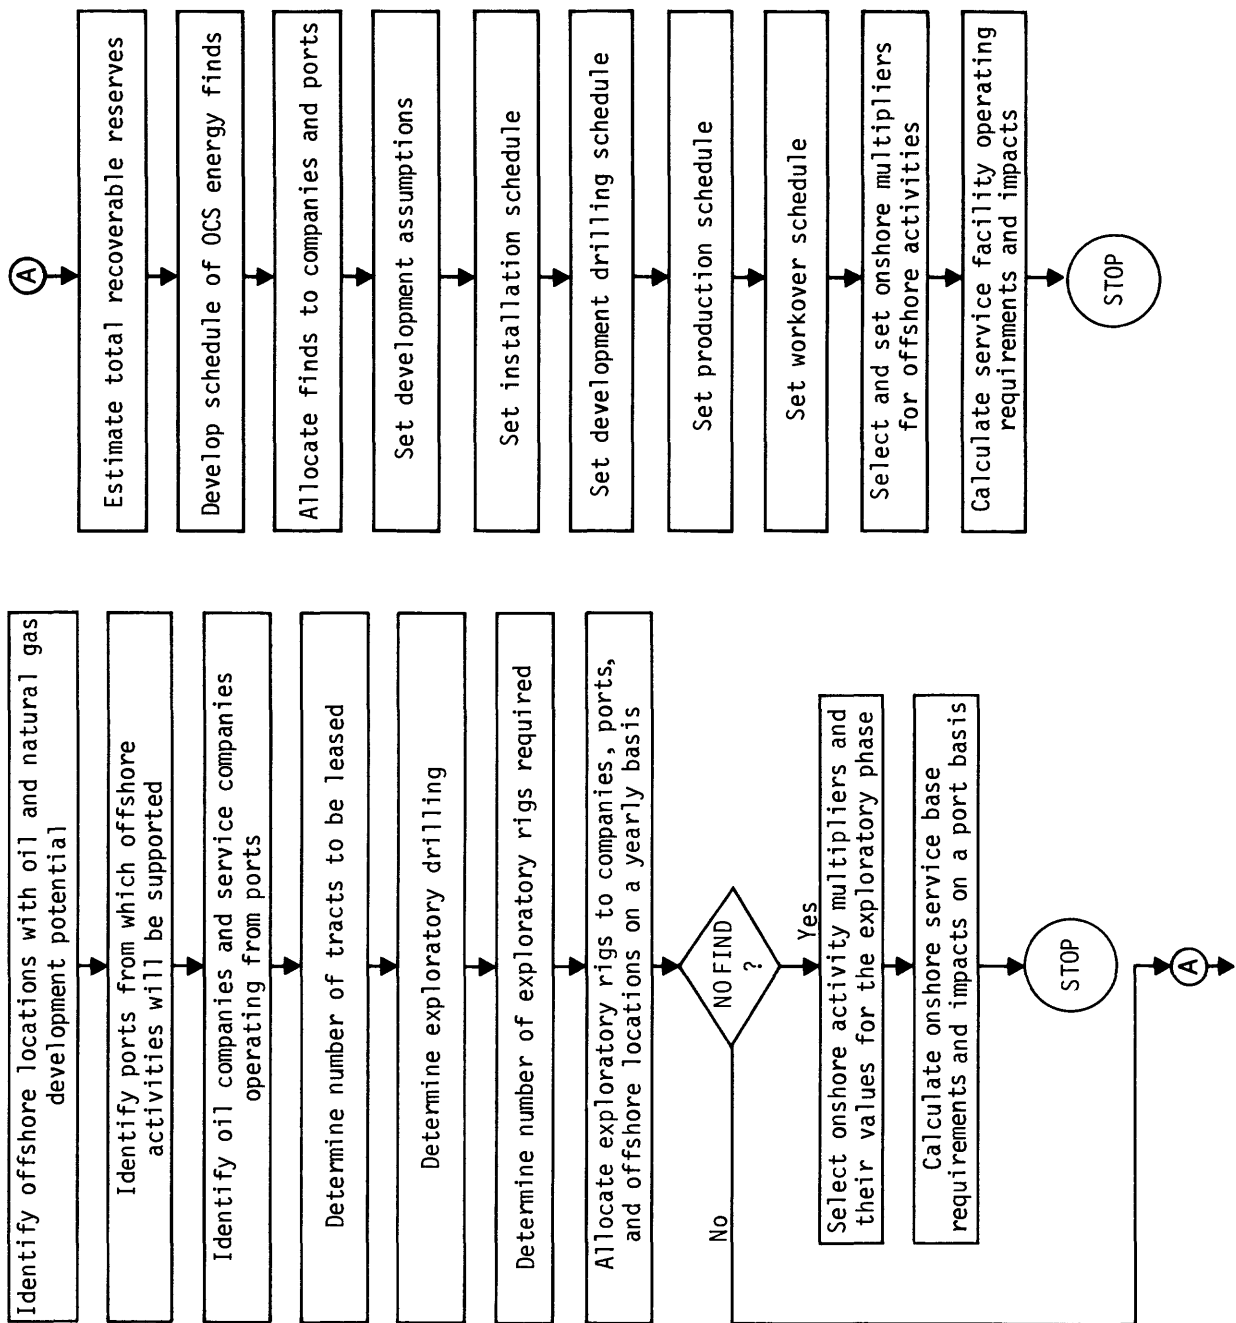 Identify offshore locations with oil and natural gas
development potential
Identify ports from which offshore
activities will be supported
Identify oil companies and service companies
operating from ports
Determine number of tracts to be leased
Determine exploratory drilling
Determine number of exploratory rigs required
Allocate exploratory rigs to companies, ports,
and offshore locations on a yearly basis
NO FIND
?
Yes
No
Select onshore activity multipliers and
their values for the exploratory phase
Calculate onshore service base
requirements and impacts on a port basis
STOP
A
A
Estimate total recoverable reserves
Develop schedule of OCS energy finds
Allocate finds to companies and ports
Set development assumptions
Set installation schedule
Set development drilling schedule
Set production schedule
Set workover schedule
Select and set onshore multipliers
for offshore activities
Calculate service facility operating
requirements and impacts
STOP